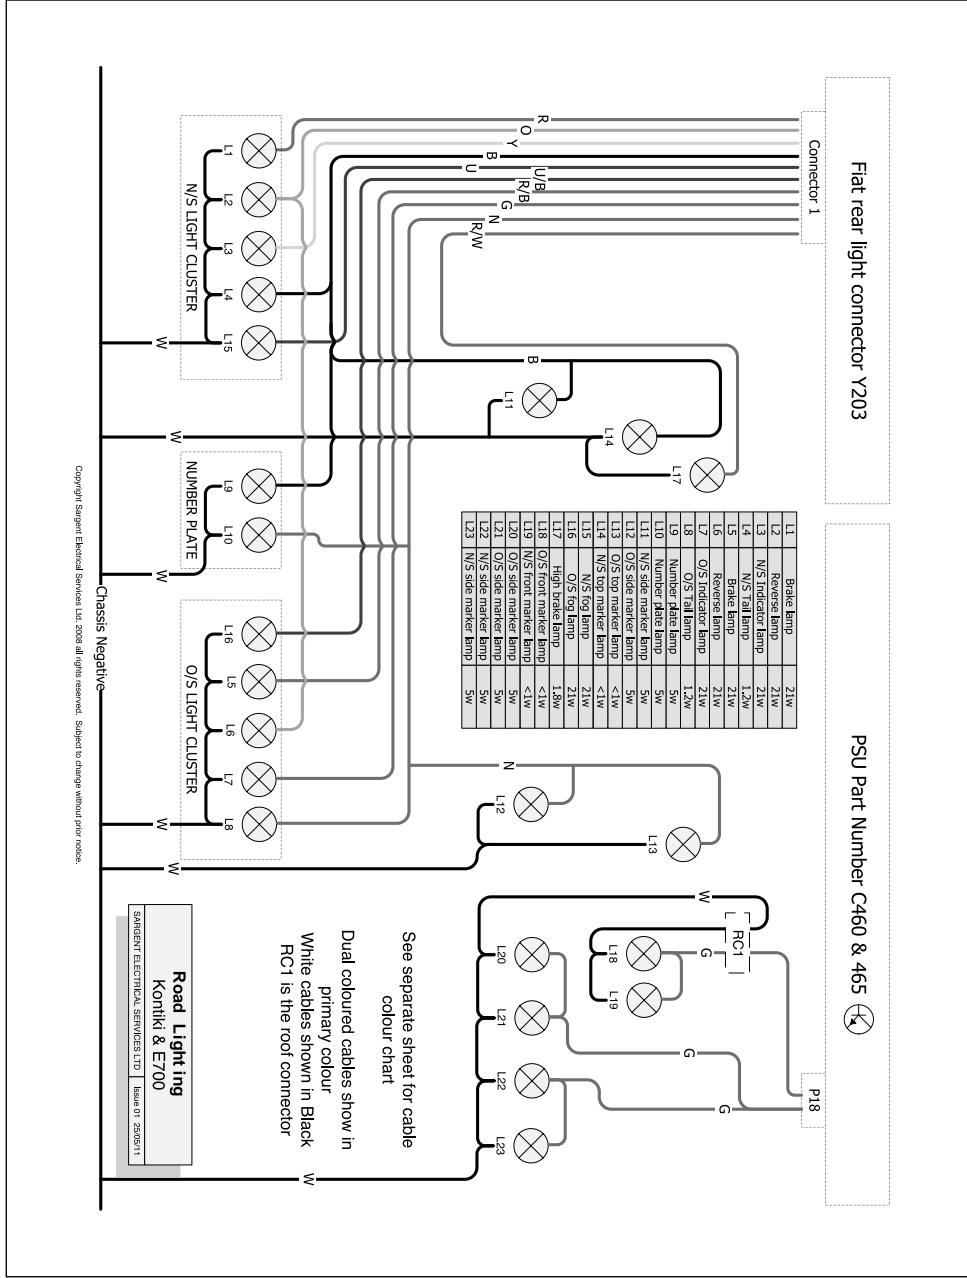 Fiat rear light connector Y203
PSU Part Number C460 & 465
Connector 1
P18
R
O
Y
B
U
U/B
R/B
G
N
R/W
B
L11
L14
L17
L1 Brake lamp 21w
L2 Reverse lamp 21w
L3 N/S Indicator lamp 21w
L4 N/S Tail lamp 1.2w
L5 Brake lamp 21w
L6 Reverse lamp 21w
L7 O/S Indicator lamp 21w
L8 O/S Tail lamp 1.2w
L9 Number plate lamp 5w
L10 Number plate lamp 5w
L11 N/S side marker lamp 5w
L12 O/S side marker lamp 5w
L13 O/S top marker lamp <1w
L14 N/S top marker lamp <1w
L15 N/S fog lamp 21w
L16 O/S fog lamp 21w
L17 High brake lamp 1.8w
L18 O/S front marker lamp <1w
L19 N/S front marker lamp <1w
L20 O/S side marker lamp 5w
L21 O/S side marker lamp 5w
L22 N/S side marker lamp 5w
L23 N/S side marker lamp 5w
N
L12
L13
W
RC1
G
L18
L19
G
G
L20
L21
L22
L23
L1
L2
L3
L4
L15
N/S LIGHT CLUSTER
L9
L10
NUMBER PLATE
L16
L5
L6
L7
L8
O/S LIGHT CLUSTER
See separate sheet for cable
colour chart
Dual coloured cables show in
primary colour
White cables shown in Black
RC1 is the roof connector
W
W
W
W
W
W
Chassis Negative
Road Lighting
Kontiki & E700
SARGENT ELECTRICAL SERVICES LTD Issue 01 25/05/11
Copyright Sargent Electrical Services Ltd. 2008 all rights reserved. Subject to change without prior notice.